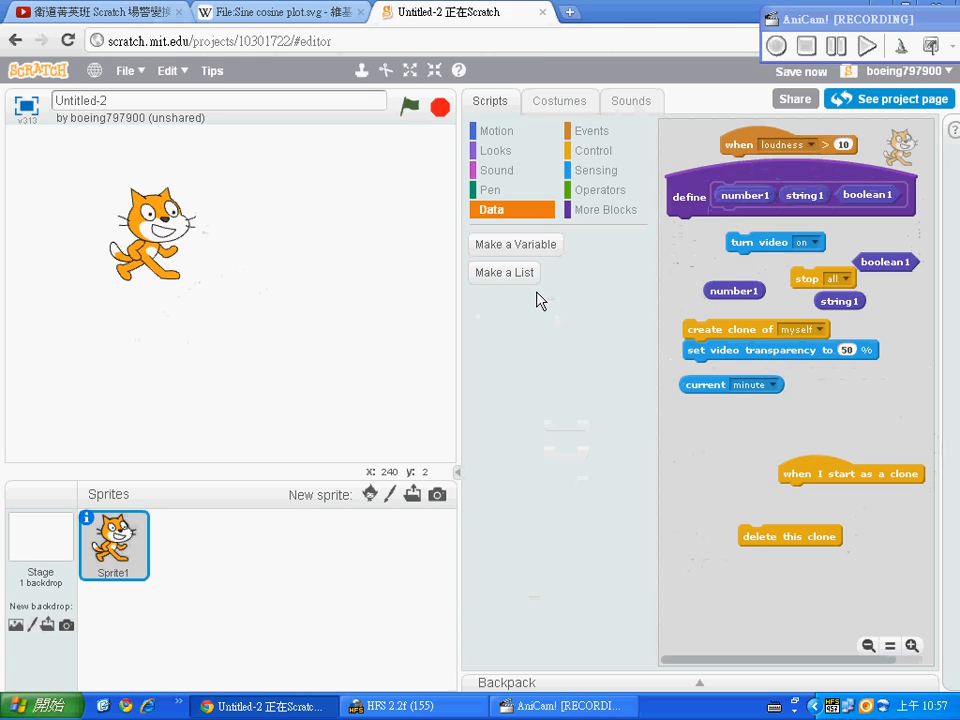 衛道菁英班 Scratch 場響變換
File:Sine cosine plot.svg - 維基
Untitled-2 正在Scratch
AniCam! [RECORDING]
scratch.mit.edu/projects/10301722/#editor
SCRATCH
File
Edit
Tips
Save now
boeing797900
v313
Untitled-2
by boeing797900 (unshared)
Scripts
Costumes
Sounds
Share
See project page
Motion
Events
Looks
Control
Sound
Sensing
Pen
Operators
Data
More Blocks
Make a Variable
Make a List
when loudness > 10
define number1 string1 boolean1
turn video on
boolean1
stop all
number1
string1
create clone of myself
set video transparency to 50 %
current minute
when I start as a clone
delete this clone
x: 240 y: 2
Sprites
New sprite:
Stage
1 backdrop
Sprite1
New backdrop:
Backpack
開始
Untitled-2 正在Scratc...
HFS 2.2f (155)
AniCam! [RECORDI...
上午 10:57